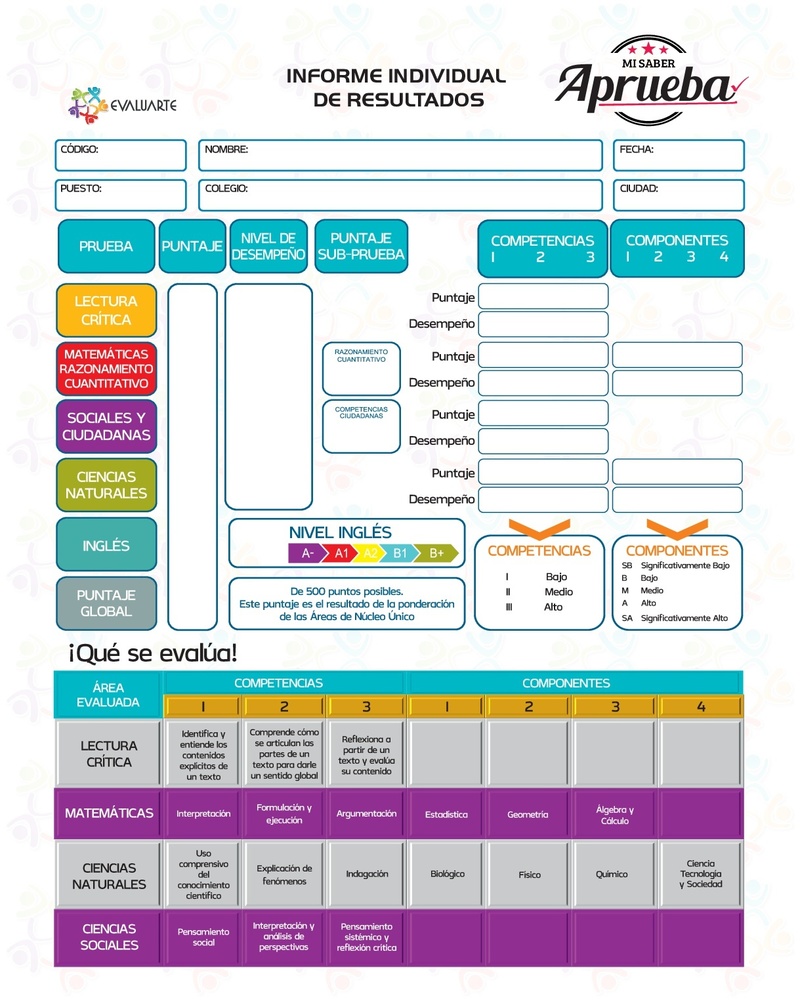 EVALUARTE
INFORME INDIVIDUAL
DE RESULTADOS
MI SABER
Aprueba
CÓDIGO:
NOMBRE:
FECHA:
PUESTO:
COLEGIO:
CIUDAD:
PRUEBA
PUNTAJE
NIVEL DE
DESEMPEÑO
PUNTAJE
SUB-PRUEBA
COMPETENCIAS
1 2 3
COMPONENTES
1 2 3 4
LECTURA
CRÍTICA
Puntaje
Desempeño
MATEMÁTICAS
RAZONAMIENTO
CUANTITATIVO
RAZONAMIENTO
CUANTITATIVO
Puntaje
Desempeño
SOCIALES Y
CIUDADANAS
COMPETENCIAS
CIUDADANAS
Puntaje
Desempeño
CIENCIAS
NATURALES
Puntaje
Desempeño
INGLÉS
NIVEL INGLÉS
A- A1 A2 B1 B+
PUNTAJE
GLOBAL
De 500 puntos posibles.
Este puntaje es el resultado de la ponderación
de las Áreas de Núcleo Único
COMPETENCIAS
I Bajo
II Medio
III Alto
COMPONENTES
SB Significativamente Bajo
B Bajo
M Medio
A Alto
SA Significativamente Alto
¡Qué se evalúa!
ÁREA
EVALUADA
COMPETENCIAS
COMPONENTES
1 2 3 1 2 3 4
LECTURA
CRÍTICA
Identifica y
entiende los
contenidos
explícitos de
un texto
Comprende cómo
se articulan las
partes de un
texto para darle
un sentido global
Reflexiona a
partir de un
texto y evalúa
su contenido
MATEMÁTICAS
Interpretación
Formulación y
ejecución
Argumentación
Estadística
Geometría
Álgebra y
Cálculo
CIENCIAS
NATURALES
Uso
comprensivo
del
conocimiento
científico
Explicación de
fenómenos
Indagación
Biológico
Físico
Químico
Ciencia
Tecnología
y Sociedad
CIENCIAS
SOCIALES
Pensamiento
social
Interpretación y
análisis de
perspectivas
Pensamiento
sistémico y
reflexión crítica